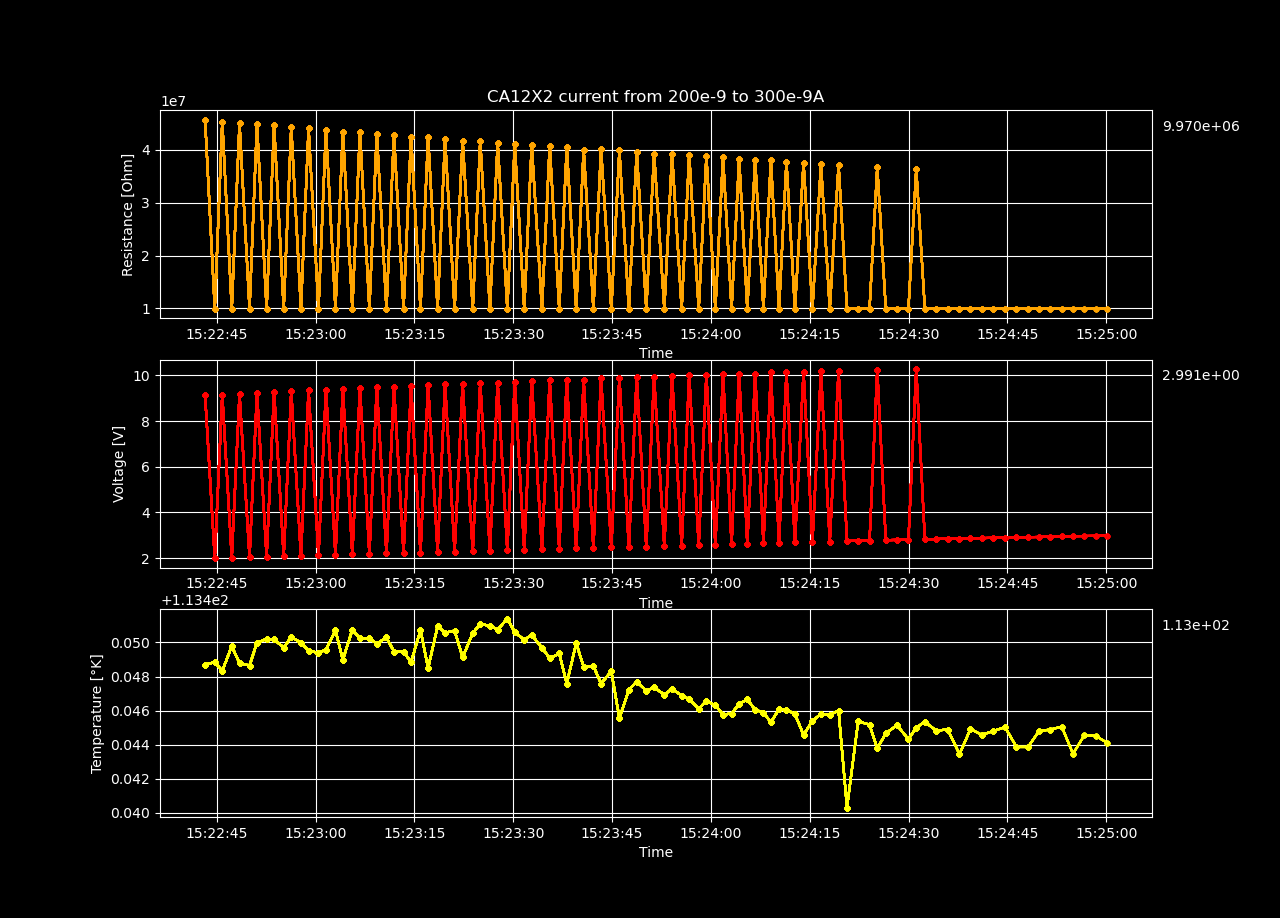 CA12X2 current from 200e-9 to 300e-9A
1e7
9.970e+06
4
3
2
1
Resistance [Ohm]
15:22:45 15:23:00 15:23:15 15:23:30 15:23:45 15:24:00 15:24:15 15:24:30 15:24:45 15:25:00
Time
2.991e+00
10
8
6
4
2
Voltage [V]
15:22:45 15:23:00 15:23:15 15:23:30 15:23:45 15:24:00 15:24:15 15:24:30 15:24:45 15:25:00
Time
+1.134e2
1.13e+02
0.050
0.048
0.046
0.044
0.042
0.040
Temperature [°K]
15:22:45 15:23:00 15:23:15 15:23:30 15:23:45 15:24:00 15:24:15 15:24:30 15:24:45 15:25:00
Time